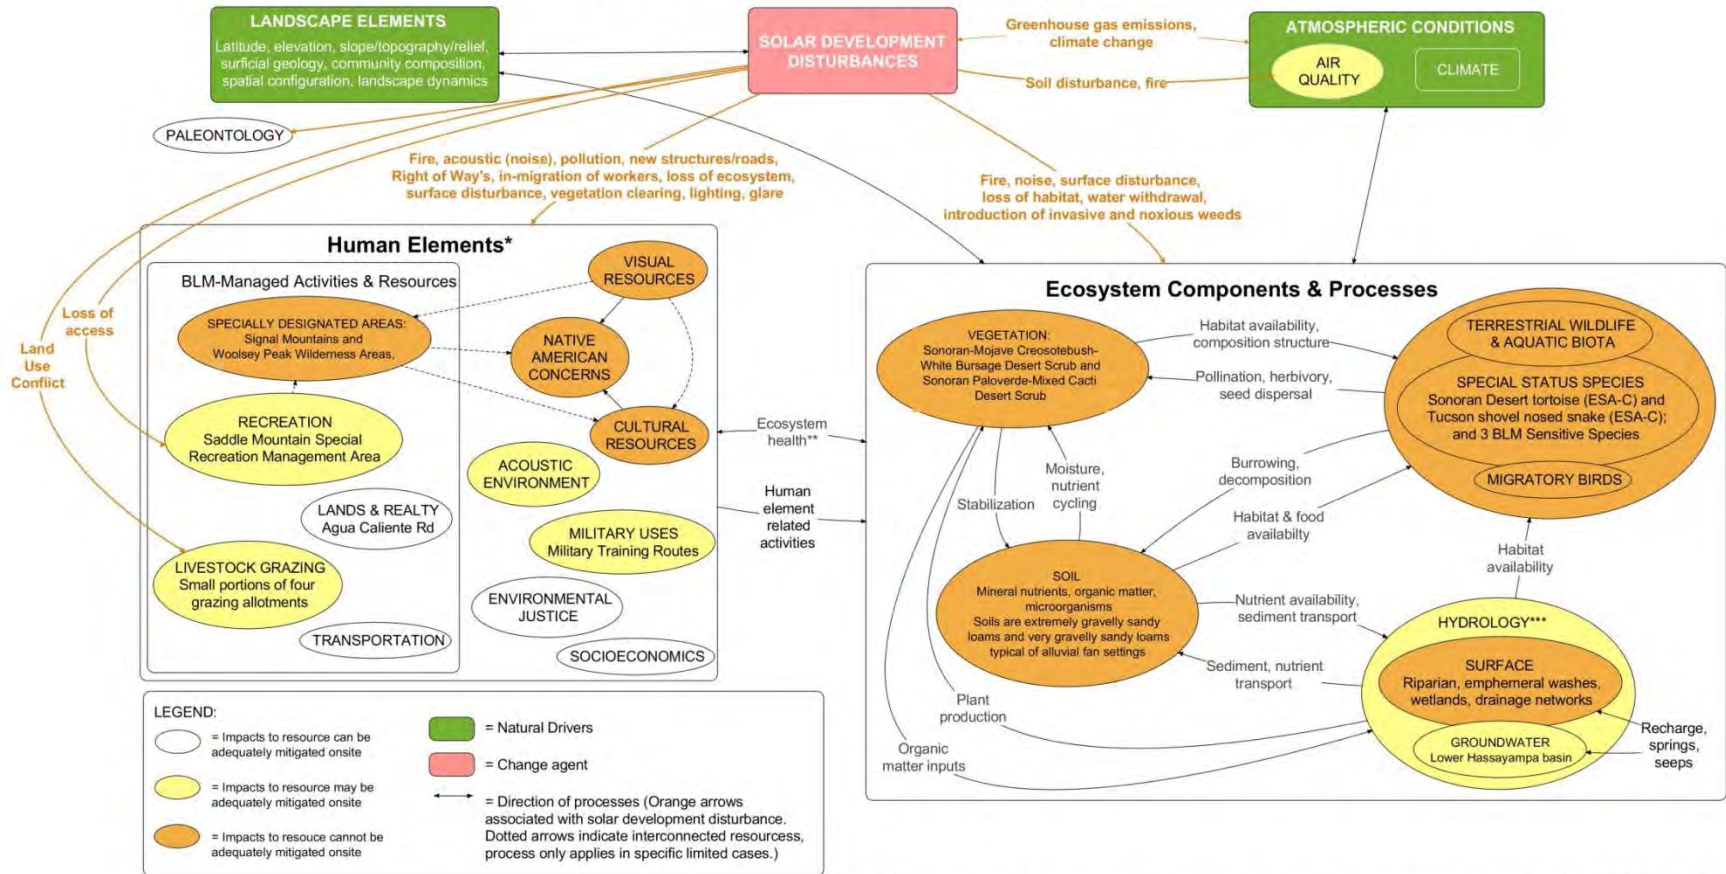 LANDSCAPE ELEMENTS
Latitude, elevation, slope/topography/relief,
surficial geology, community composition,
spatial configuration, landscape dynamics
SOLAR DEVELOPMENT
DISTURBANCES
Greenhouse gas emissions,
climate change
Soil disturbance, fire
ATMOSPHERIC CONDITIONS
AIR
QUALITY
CLIMATE
PALEONTOLOGY
Fire, acoustic (noise), pollution, new structures/roads,
Right of Way's, in-migration of workers, loss of ecosystem,
surface disturbance, vegetation clearing, lighting, glare
Fire, noise, surface disturbance,
loss of habitat, water withdrawal,
introduction of invasive and noxious weeds
Loss of
access
Land
Use
Conflict
Human Elements*
BLM-Managed Activities & Resources
VISUAL
RESOURCES
SPECIALLY DESIGNATED AREAS:
Signal Mountains and
Woolsey Peak Wilderness Areas,
NATIVE
AMERICAN
CONCERNS
RECREATION
Saddle Mountain Special
Recreation Management Area
CULTURAL
RESOURCES
ACOUSTIC
ENVIRONMENT
LANDS & REALTY
Agua Caliente Rd
MILITARY USES
Military Training Routes
LIVESTOCK GRAZING
Small portions of four
grazing allotments
ENVIRONMENTAL
JUSTICE
TRANSPORTATION
SOCIOECONOMICS
Ecosystem
health**
Human
element
related
activities
Ecosystem Components & Processes
VEGETATION:
Sonoran-Mojave Creosotebush-
White Bursage Desert Scrub and
Sonoran Paloverde-Mixed Cacti
Desert Scrub
Habitat availability,
composition structure
Pollination, herbivory,
seed dispersal
TERRESTRIAL WILDLIFE
& AQUATIC BIOTA
SPECIAL STATUS SPECIES
Sonoran Desert tortoise (ESA-C) and
Tucson shovel nosed snake (ESA-C);
and 3 BLM Sensitive Species
MIGRATORY BIRDS
Burrowing,
decomposition
Moisture,
nutrient
cycling
Stabilization
Habitat & food
availabilty
Habitat
availability
SOIL
Mineral nutrients, organic matter,
microorganisms
Soils are extremely gravelly sandy
loams and very gravelly sandy loams
typical of alluvial fan settings
Nutrient availability,
sediment transport
Sediment, nutrient
transport
HYDROLOGY***
SURFACE
Riparian, emphemeral washes,
wetlands, drainage networks
GROUNDWATER
Lower Hassayampa basin
Recharge,
springs,
seeps
Plant
production
Organic
matter inputs
LEGEND:
= Impacts to resource can be
adequately mitigated onsite
= Impacts to resource may be
adequately mitigated onsite
= Impacts to resouce cannot be
adequately mitigated onsite
= Natural Drivers
= Change agent
= Direction of processes (Orange arrows
associated with solar development disturbance.
Dotted arrows indicate interconnected resourcess,
process only applies in specific limited cases.)